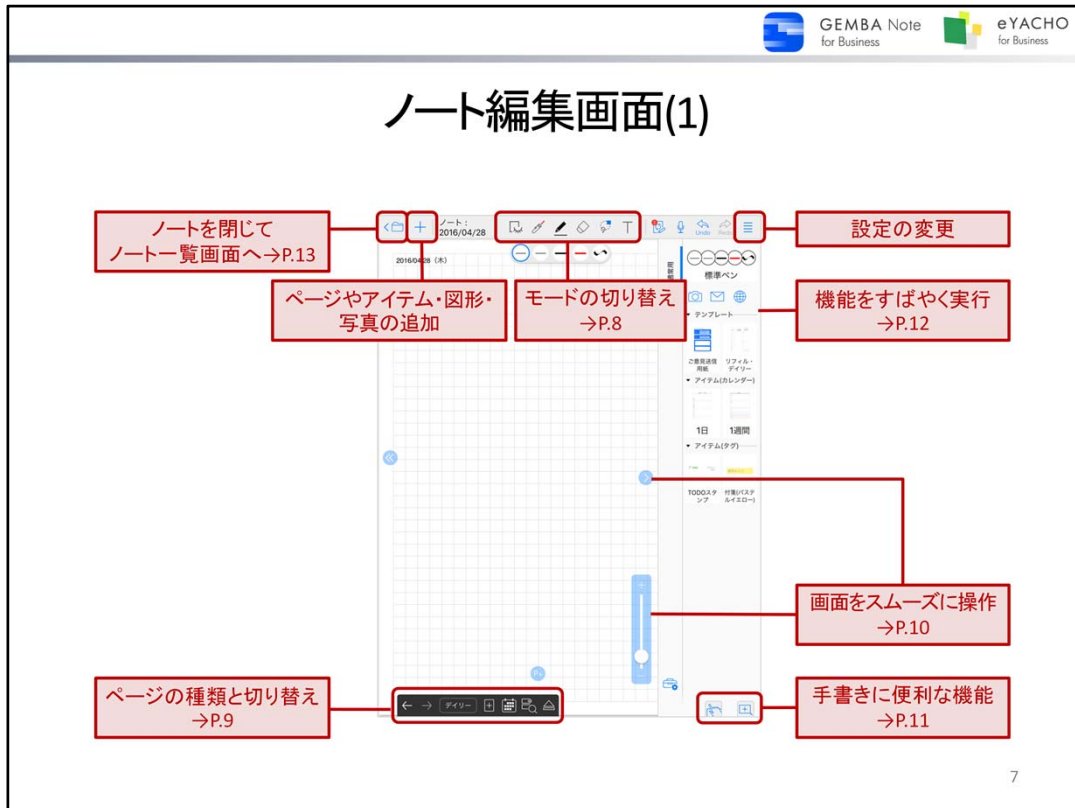 GEMBA Note
for Business
eYACHO
for Business
ノート編集画面(1)
ノートを閉じて
ノート一覧画面へ→P.13
ページやアイテム・図形・
写真の追加
モードの切り替え
→P.8
設定の変更
機能をすばやく実行
→P.12
画面をスムーズに操作
→P.10
手書きに便利な機能
→P.11
ページの種類と切り替え
→P.9
ノート：
2016/04/28
T
Undo
Redo
2016/04/28（木）
標準ペン
テンプレート
ご意見送信
用紙
リフィル・
デイリー
アイテム(カレンダー)
1日
1週間
アイテム(タグ)
TODOスタ
ンプ
付箋(パステ
ルイエロー)
デイリー
7